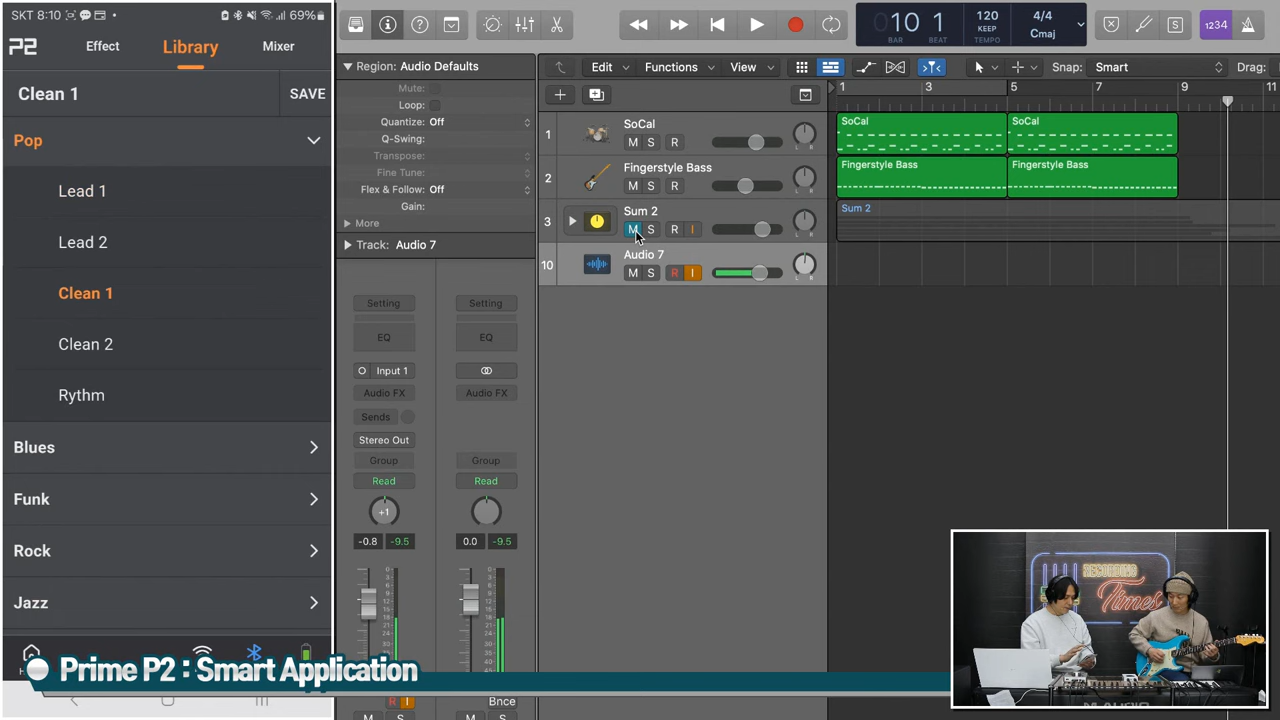 SKT 8:10
69%
P2
Effect
Library
Mixer
Clean 1
SAVE
Pop
Lead 1
Lead 2
Clean 1
Clean 2
Rythm
Blues
Funk
Rock
Jazz
Region: Audio Defaults
Mute:
Loop:
Quantize: Off
Q-Swing:
Transpose:
Fine Tune:
Flex & Follow: Off
Gain:
More
Track: Audio 7
Setting
Setting
EQ
EQ
Input 1
Audio FX
Audio FX
Sends
Stereo Out
Group
Group
Read
Read
+1
-0.8
-9.5
0.0
-9.5
R
I
Bnce
M
S
M
10 1
BAR
BEAT
120
KEEP
TEMPO
4/4
Cmaj
S
1234
Edit
Functions
View
Snap: Smart
Drag:
1
3
5
7
9
11
1
SoCal
M S R
2
Fingerstyle Bass
M S R
3
Sum 2
M S R I
10
Audio 7
M S R I
SoCal
SoCal
Fingerstyle Bass
Fingerstyle Bass
Sum 2
RECORDING
Times
Prime P2 : Smart Application